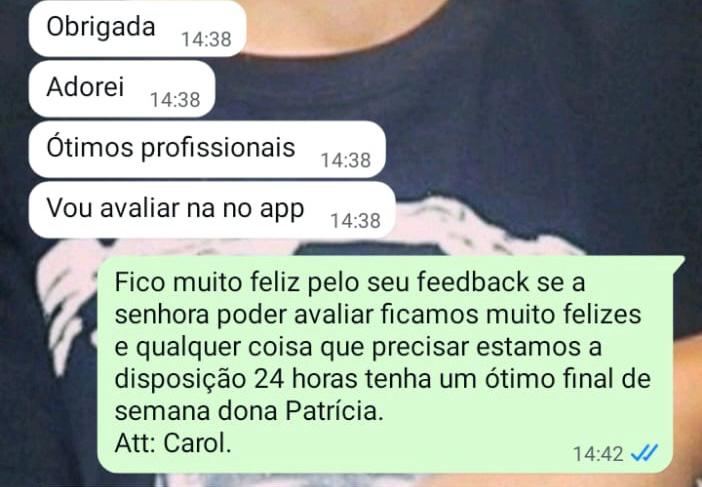 Obrigada 14:38
Adorei 14:38
Ótimos profissionais 14:38
Vou avaliar na no app 14:38
Fico muito feliz pelo seu feedback se a
senhora poder avaliar ficamos muito felizes
e qualquer coisa que precisar estamos a
disposição 24 horas tenha um ótimo final de
semana dona Patrícia.
Att: Carol.
14:42